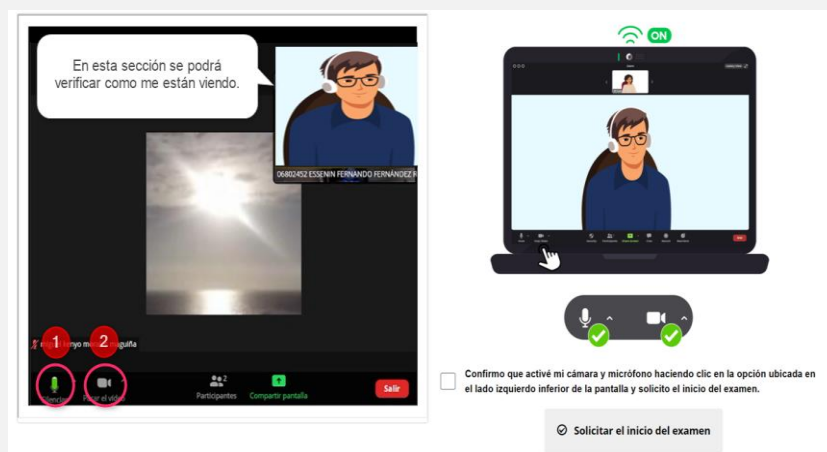 En esta sección se podrá
verificar como me están viendo.
06802452 ESSENIN FERNANDO FERNÁNDEZ R
1
2
maguiña
Silenciar
Parar el video
2
Participantes
Compartir pantalla
Salir
ON
Confirmo que activé mi cámara y micrófono haciendo clic en la opción ubicada en
el lado izquierdo inferior de la pantalla y solicito el inicio del examen.
Solicitar el inicio del examen